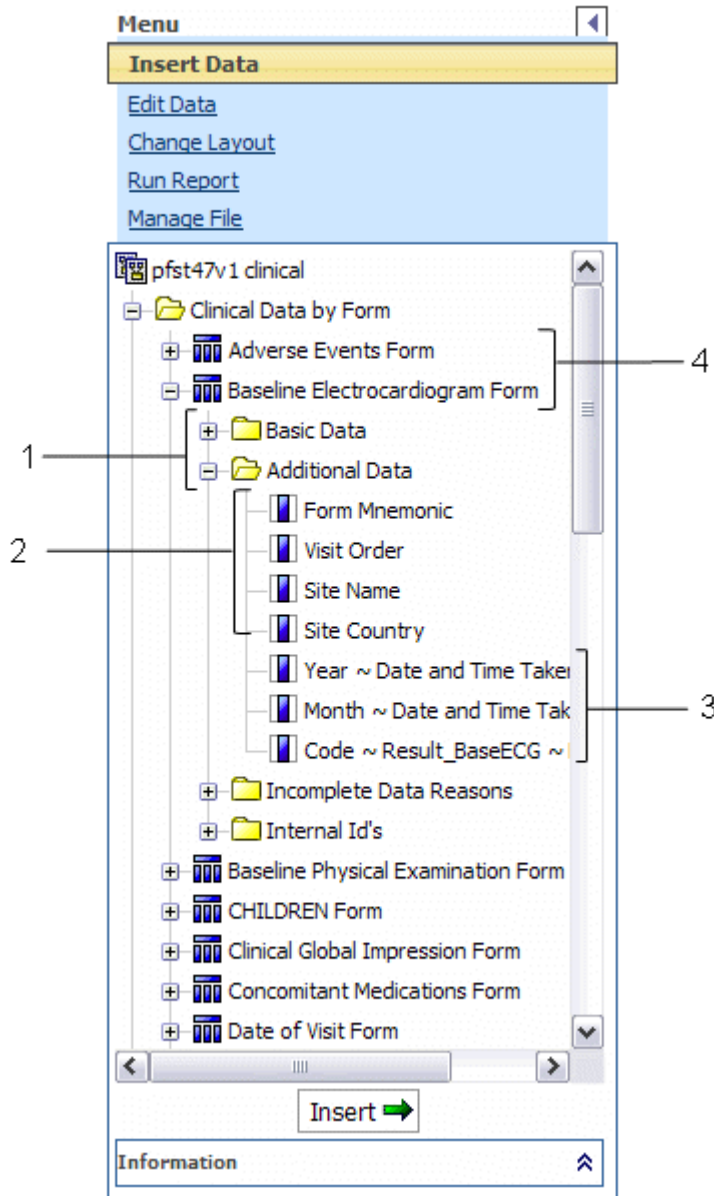 Menu
Insert Data
Edit Data
Change Layout
Run Report
Manage File
pfst47v1 clinical
Clinical Data by Form
Adverse Events Form
4
Baseline Electrocardiogram Form
Basic Data
1
Additional Data
Form Mnemonic
2
Visit Order
Site Name
Site Country
Year ~ Date and Time Taken
Month ~ Date and Time Tak
3
Code ~ Result_BaseECG ~
Incomplete Data Reasons
Internal Id's
Baseline Physical Examination Form
CHILDREN Form
Clinical Global Impression Form
Concomitant Medications Form
Date of Visit Form
Insert
Information